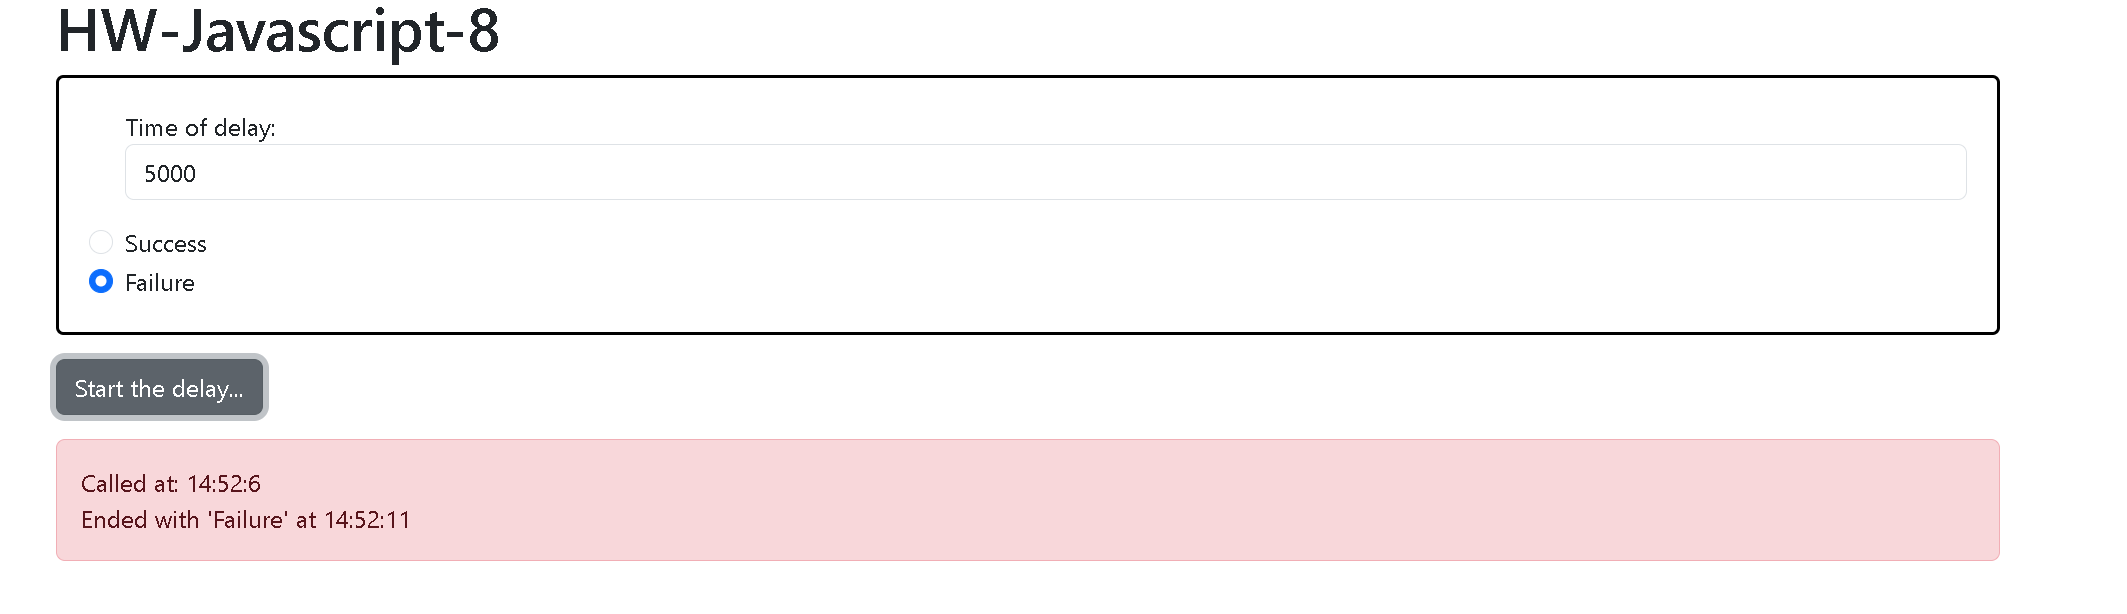 HW-Javascript-8
Time of delay:
5000
Success
Failure
Start the delay...
Called at: 14:52:6
Ended with 'Failure' at 14:52:11